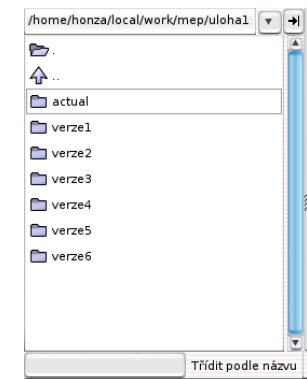 /home/honza/local/work/mep/uloha1
.
..
actual
verze1
verze2
verze3
verze4
verze5
verze6
Třídit podle názvu